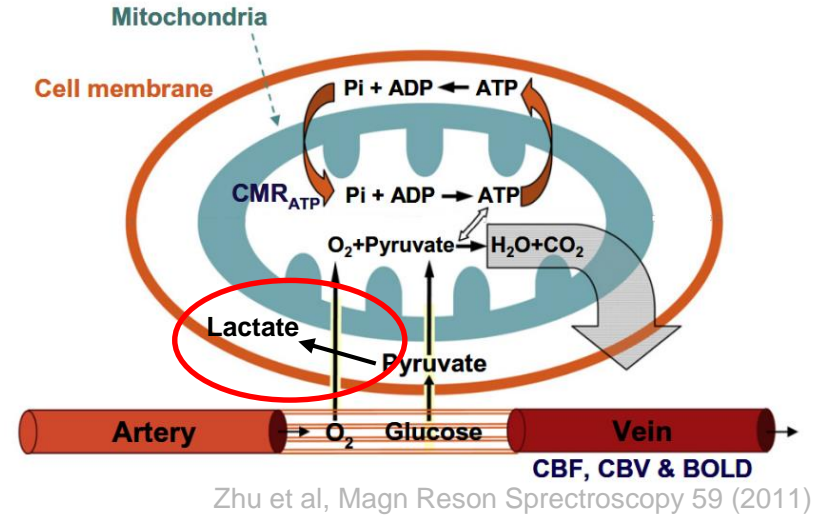 Mitochondria
Cell membrane
Pi + ADP ← ATP
CMR_ATP
Pi + ADP → ATP
O₂+Pyruvate → H₂O+CO₂
Lactate
Pyruvate
Artery
O₂
Glucose
Vein
CBF, CBV & BOLD
Zhu et al, Magn Reson Sprectroscopy 59 (2011)